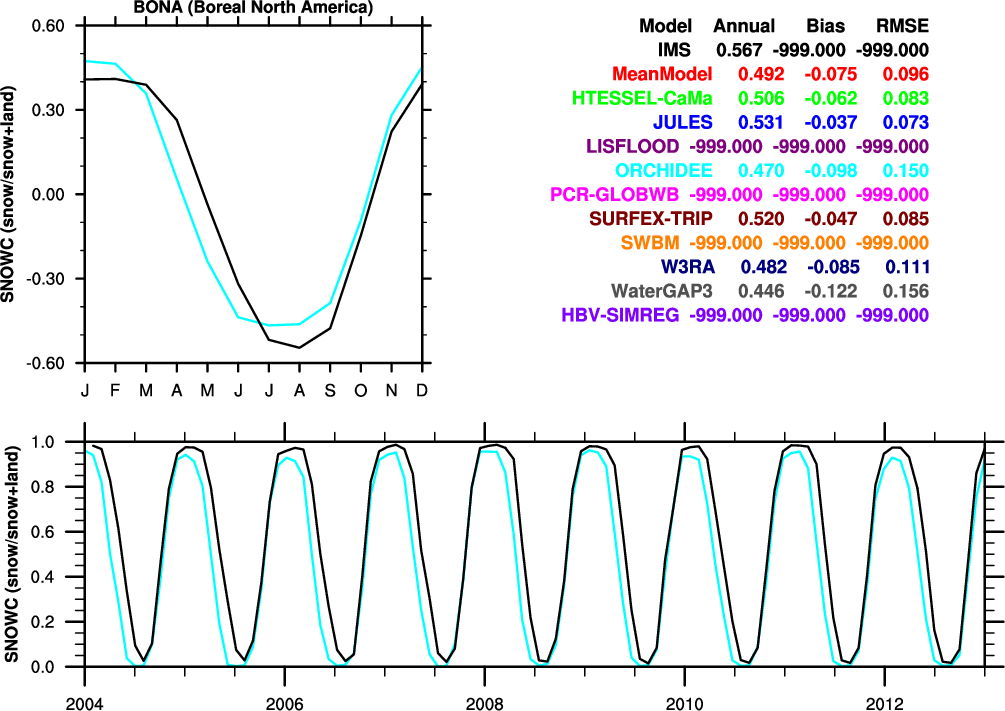 BONA (Boreal North America)
0.60
0.30
0.00
-0.30
-0.60
SNOWC (snow/snow+land)
J F M A M J J A S O N D
Model Annual Bias RMSE
IMS 0.567 -999.000 -999.000
MeanModel 0.492 -0.075 0.096
HTESSEL-CaMa 0.506 -0.062 0.083
JULES 0.531 -0.037 0.073
LISFLOOD -999.000 -999.000 -999.000
ORCHIDEE 0.470 -0.098 0.150
PCR-GLOBWB -999.000 -999.000 -999.000
SURFEX-TRIP 0.520 -0.047 0.085
SWBM -999.000 -999.000 -999.000
W3RA 0.482 -0.085 0.111
WaterGAP3 0.446 -0.122 0.156
HBV-SIMREG -999.000 -999.000 -999.000
1.0
0.8
0.6
0.4
0.2
0.0
SNOWC (snow/snow+land)
2004 2006 2008 2010 2012